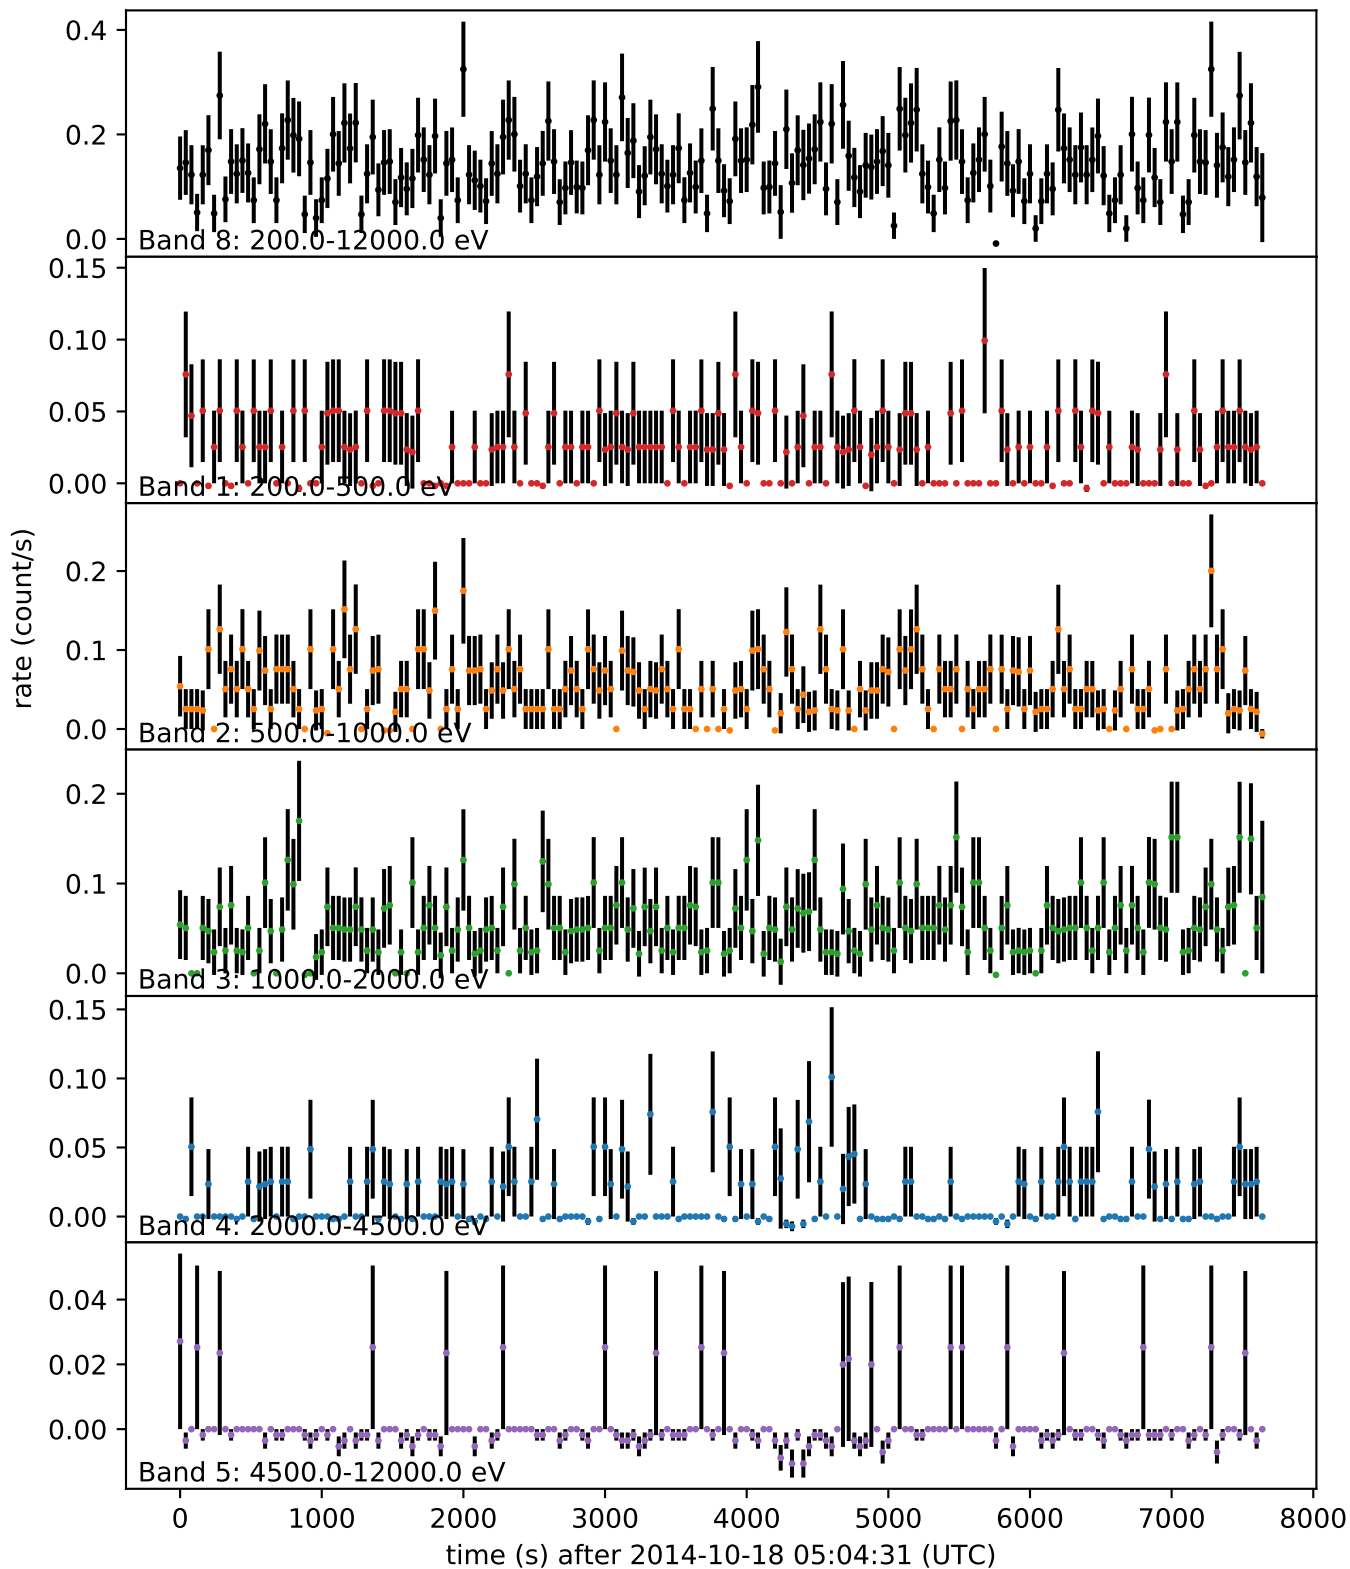 0.4
0.2
0.0
Band 8: 200.0-12000.0 eV
0.15
0.10
0.05
0.00
Band 1: 200.0-500.0 eV
rate (count/s)
0.2
0.1
0.0
Band 2: 500.0-1000.0 eV
0.2
0.1
0.0
Band 3: 1000.0-2000.0 eV
0.15
0.10
0.05
0.00
Band 4: 2000.0-4500.0 eV
0.04
0.02
0.00
Band 5: 4500.0-12000.0 eV
0 1000 2000 3000 4000 5000 6000 7000 8000
time (s) after 2014-10-18 05:04:31 (UTC)